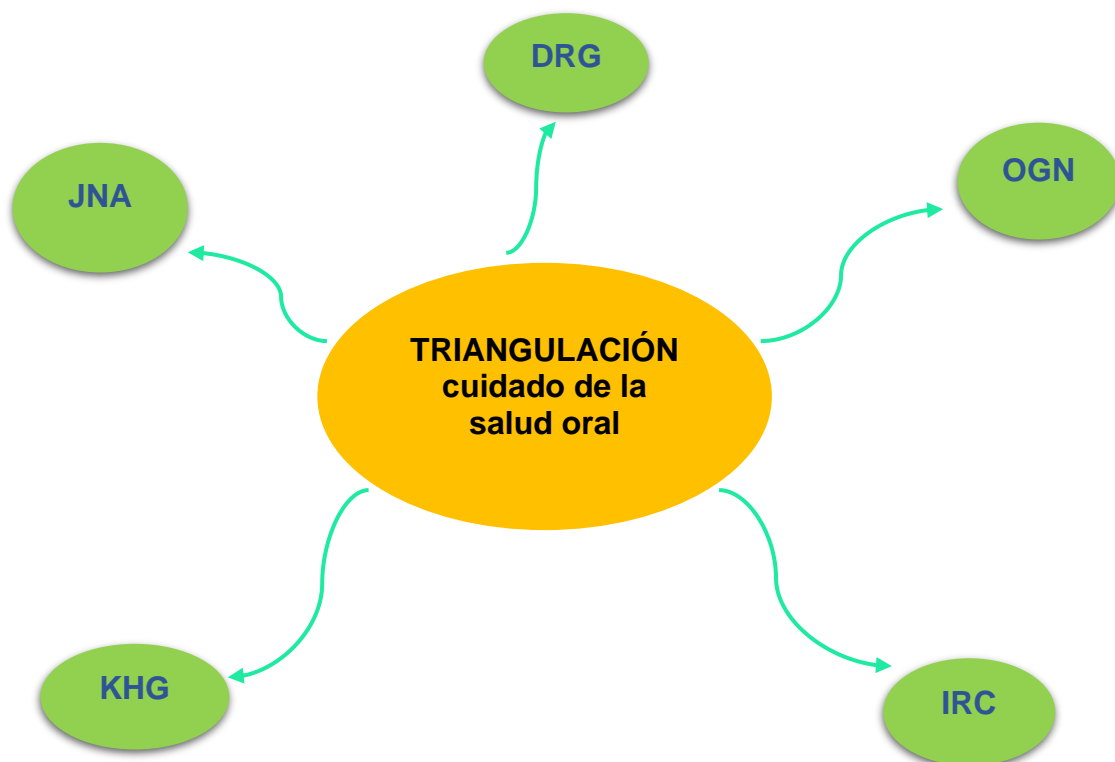 DRG
OGN
JNA
TRIANGULACIÓN
cuidado de la
salud oral
KHG
IRC